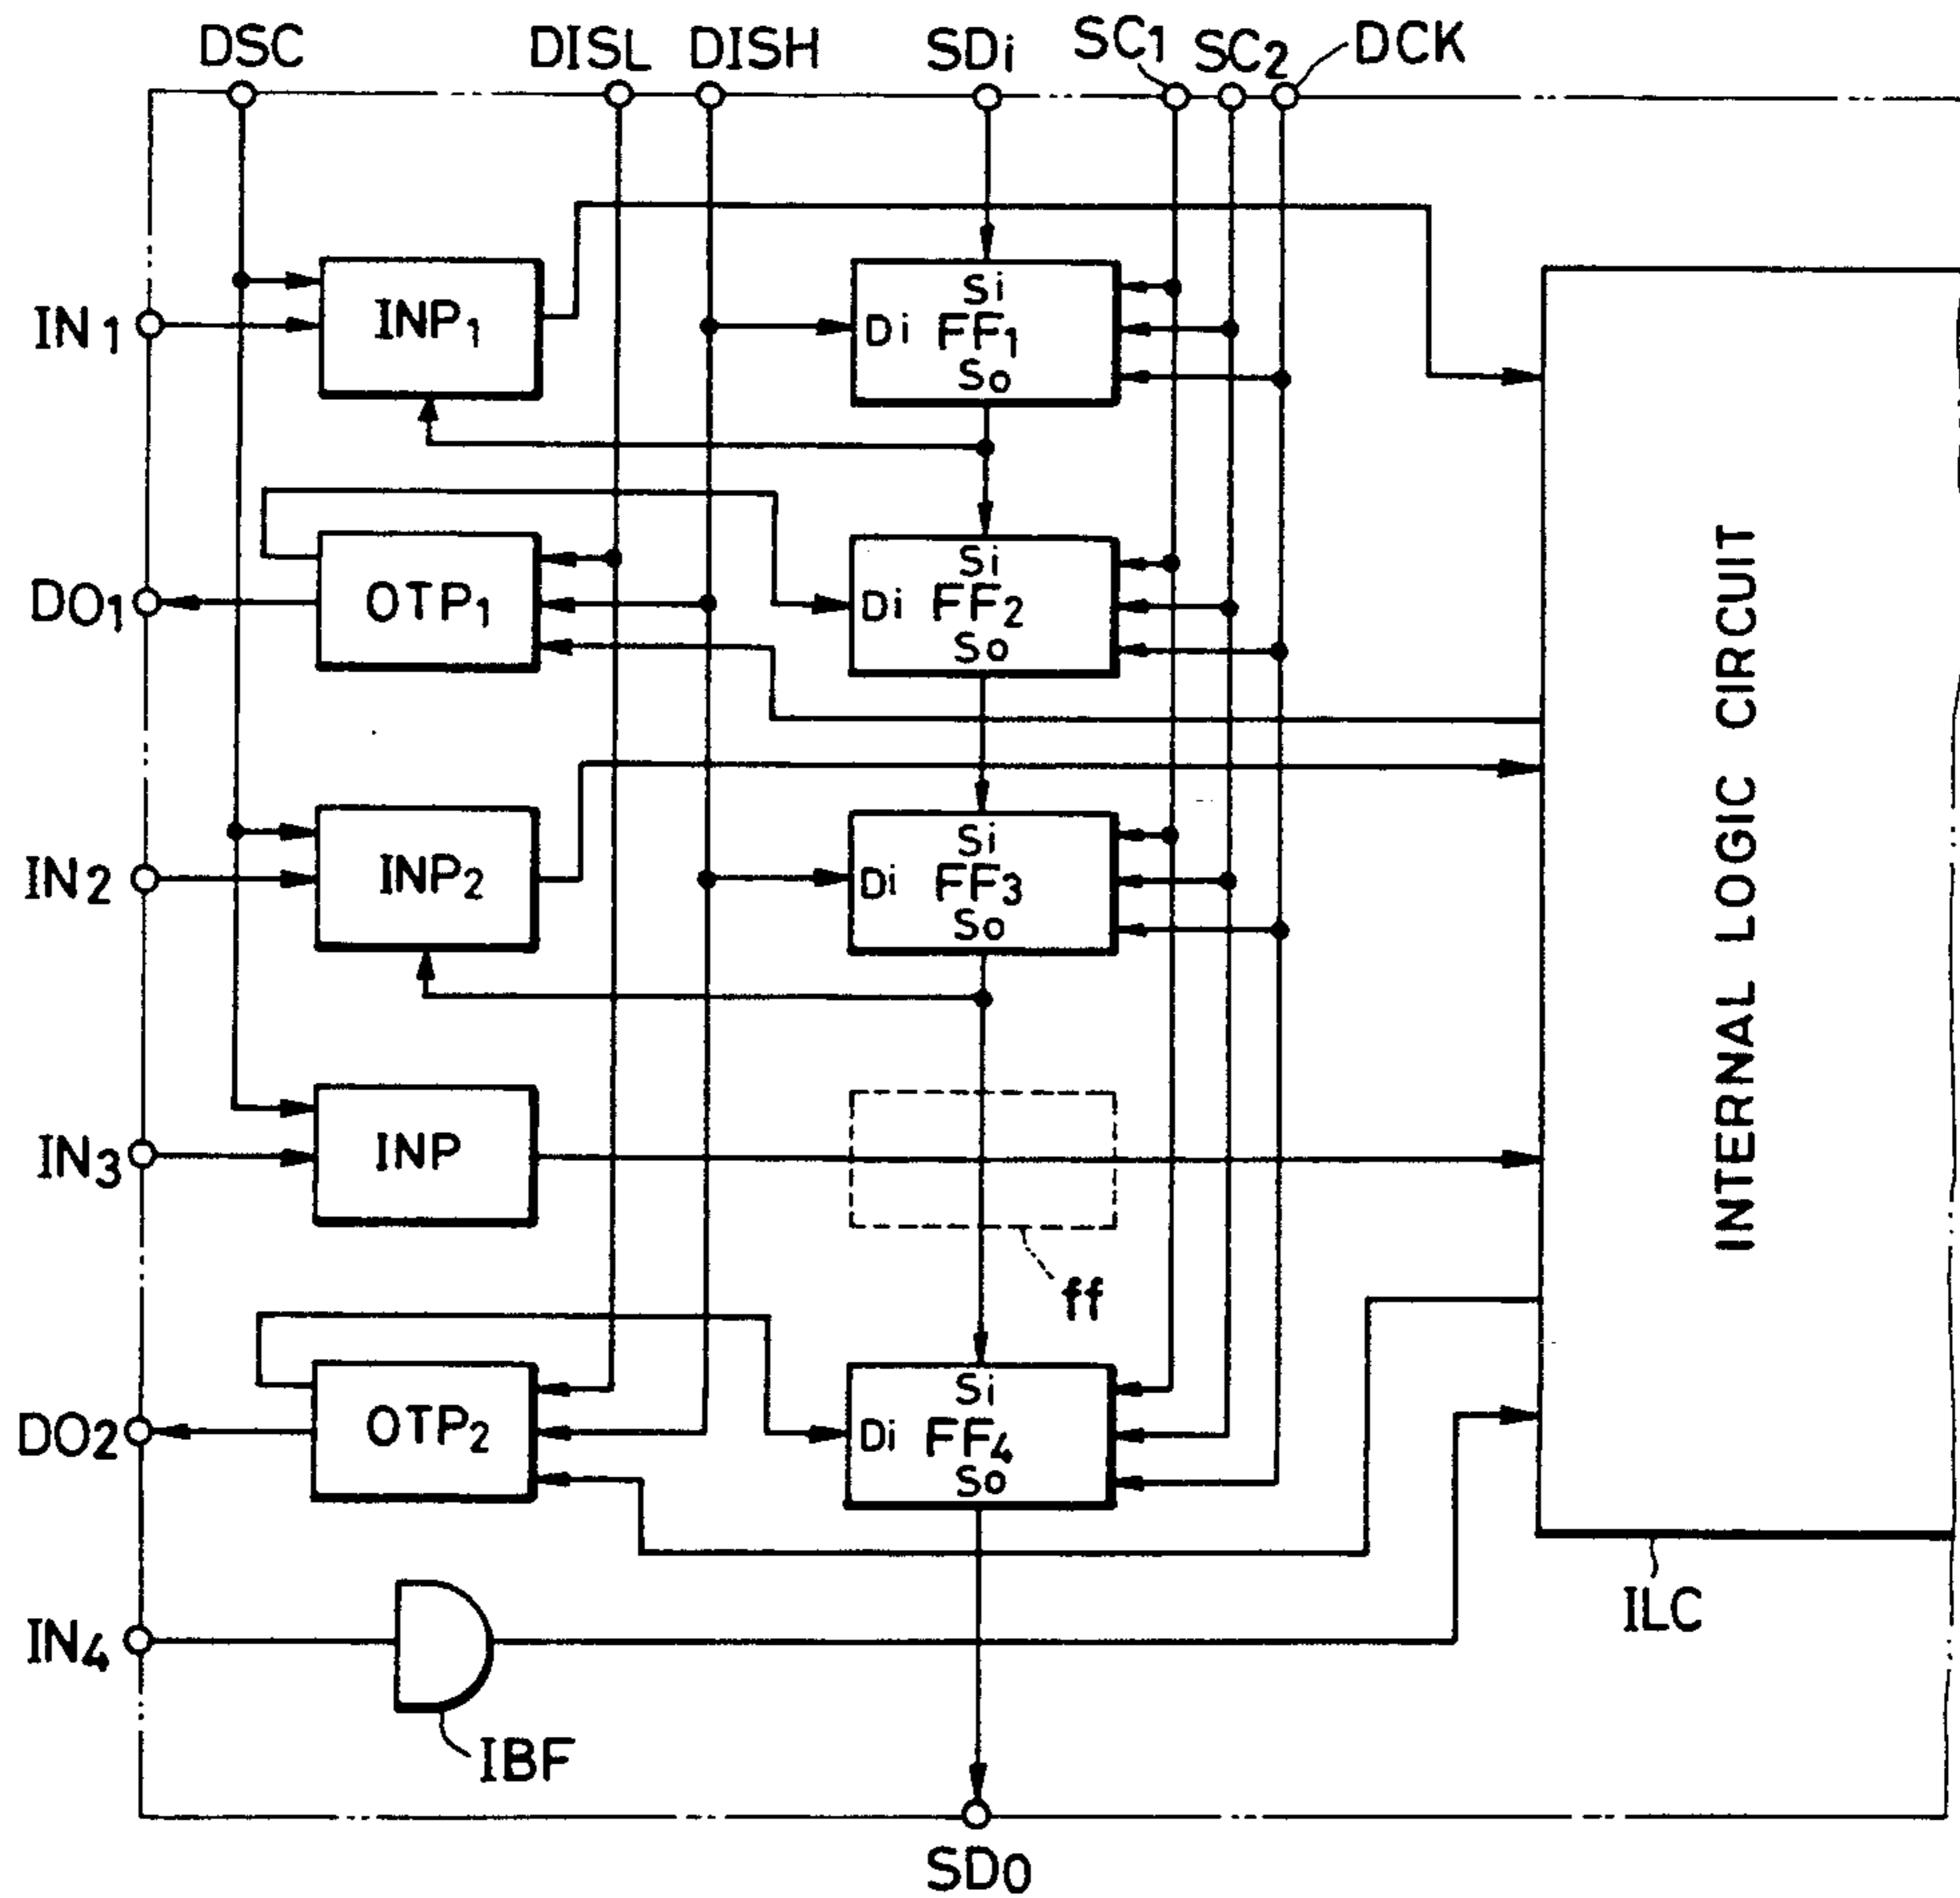 DSC DISL DISH SDi SC1 SC2 DCK
IN1 INP1
Si
Di FF1
So
DO1 OTP1
Si
Di FF2
So
IN2 INP2
Si
Di FF3
So
IN3 INP
ff
DO2 OTP2
Si
Di FF4
So
IN4
IBF
INTERNAL LOGIC CIRCUIT
ILC
SDO